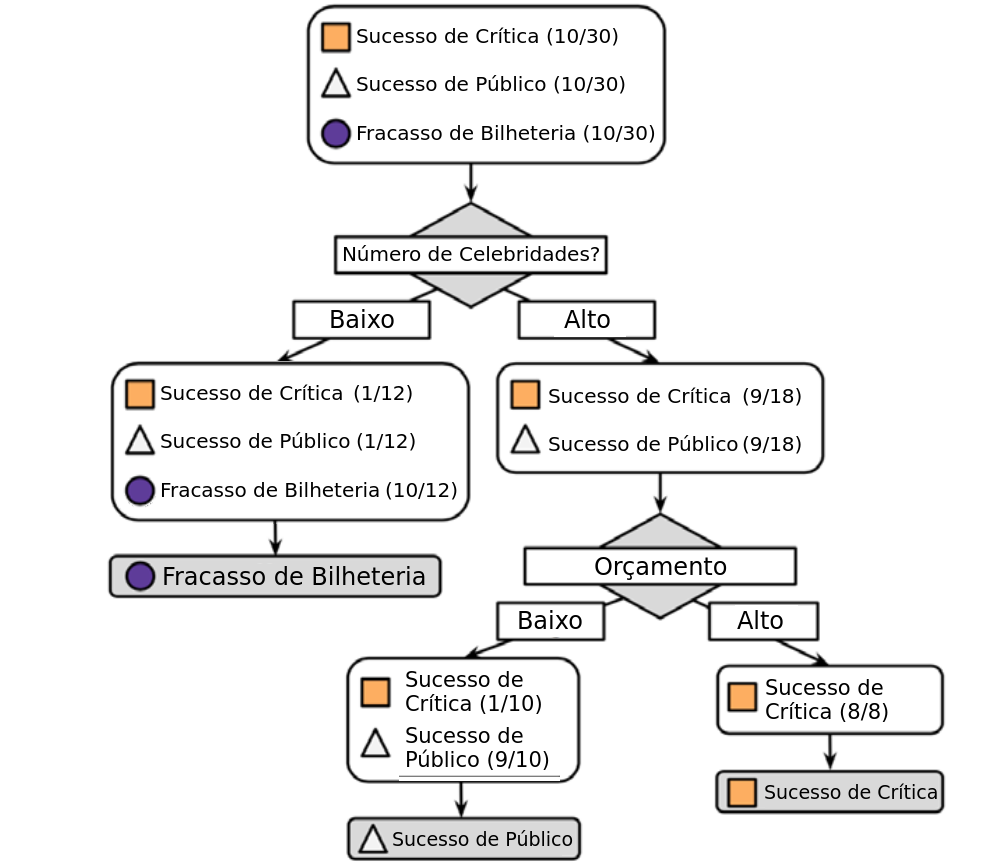 Sucesso de Crítica (10/30)
Sucesso de Público (10/30)
Fracasso de Bilheteria (10/30)
Número de Celebridades?
Baixo
Alto
Sucesso de Crítica (1/12)
Sucesso de Público (1/12)
Fracasso de Bilheteria (10/12)
Sucesso de Crítica (9/18)
Sucesso de Público (9/18)
Fracasso de Bilheteria
Orçamento
Baixo
Alto
Sucesso de
Crítica (1/10)
Sucesso de
Público (9/10)
Sucesso de
Crítica (8/8)
Sucesso de Crítica
Sucesso de Público